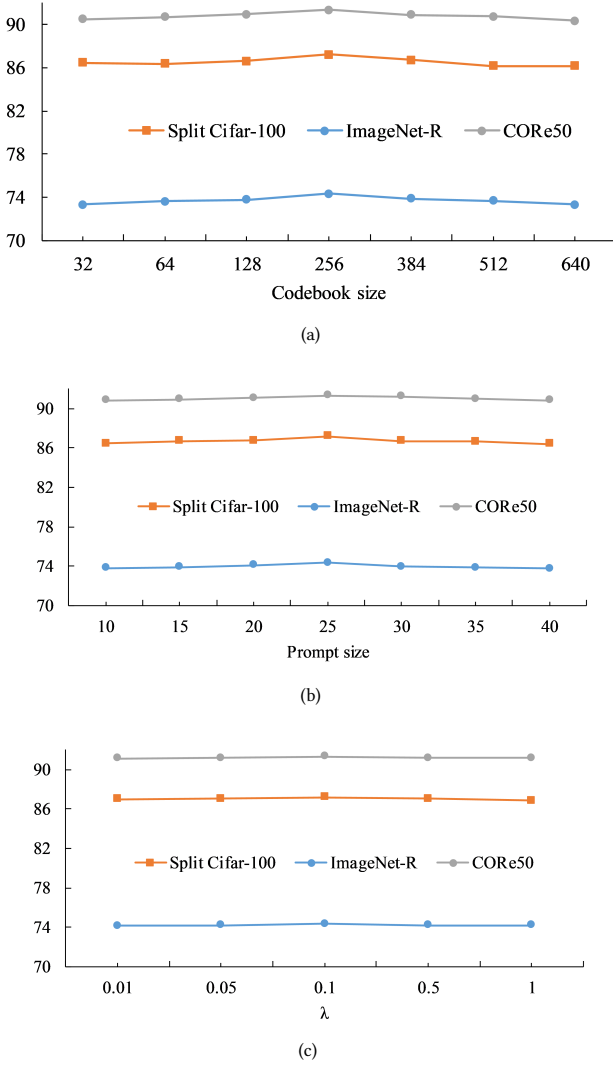 90
86
82
Split Cifar-100 ImageNet-R CORe50
78
74
70
32 64 128 256 384 512 640
Codebook size
(a)
90
86
82
Split Cifar-100 ImageNet-R CORe50
78
74
70
10 15 20 25 30 35 40
Prompt size
(b)
90
86
82
Split Cifar-100 ImageNet-R CORe50
78
74
70
0.01 0.05 0.1 0.5 1
λ
(c)